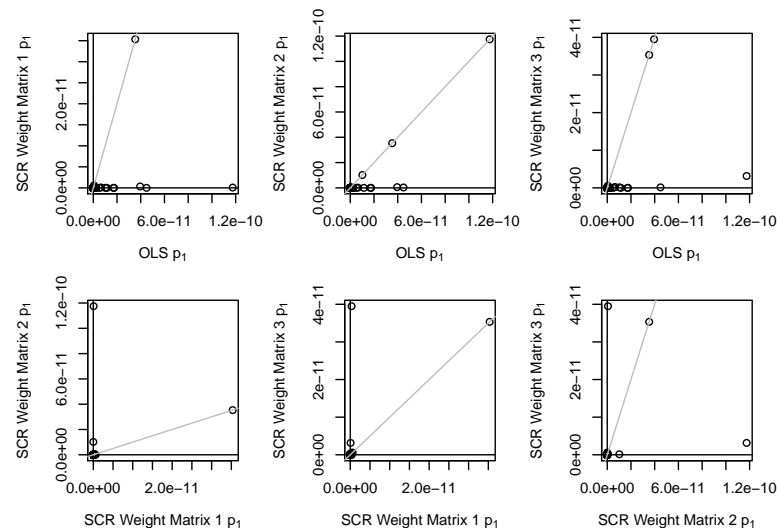 SCR Weight Matrix 1 p1
0.0e+00 2.0e−11
0.0e+00 6.0e−11 1.2e−10
OLS p1
SCR Weight Matrix 2 p1
0.0e+00 6.0e−11 1.2e−10
0.0e+00 6.0e−11 1.2e−10
OLS p1
SCR Weight Matrix 3 p1
0e+00 2e−11 4e−11
0.0e+00 6.0e−11 1.2e−10
OLS p1
SCR Weight Matrix 2 p1
0.0e+00 6.0e−11 1.2e−10
0.0e+00 2.0e−11
SCR Weight Matrix 1 p1
SCR Weight Matrix 3 p1
0e+00 2e−11 4e−11
0.0e+00 2.0e−11
SCR Weight Matrix 1 p1
SCR Weight Matrix 3 p1
0e+00 2e−11 4e−11
0.0e+00 6.0e−11 1.2e−10
SCR Weight Matrix 2 p1